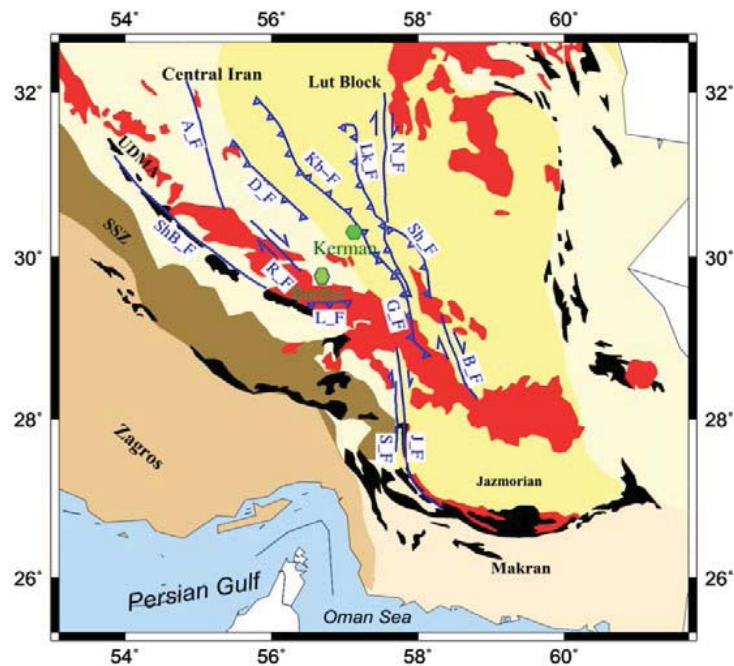 54° 56° 58° 60°
32° 32°
30° 30°
28° 28°
26° 26°
54° 56° 58° 60°
Central Iran
Lut Block
A_F
UDMA
D_F
Kb-F
Lk_F
N_F
SSZ
ShB_F
R_F
Kerman
Sh_F
L_F
G_F
B_F
S_F
J_F
Zagros
Jazmorian
Makran
Persian Gulf
Oman Sea